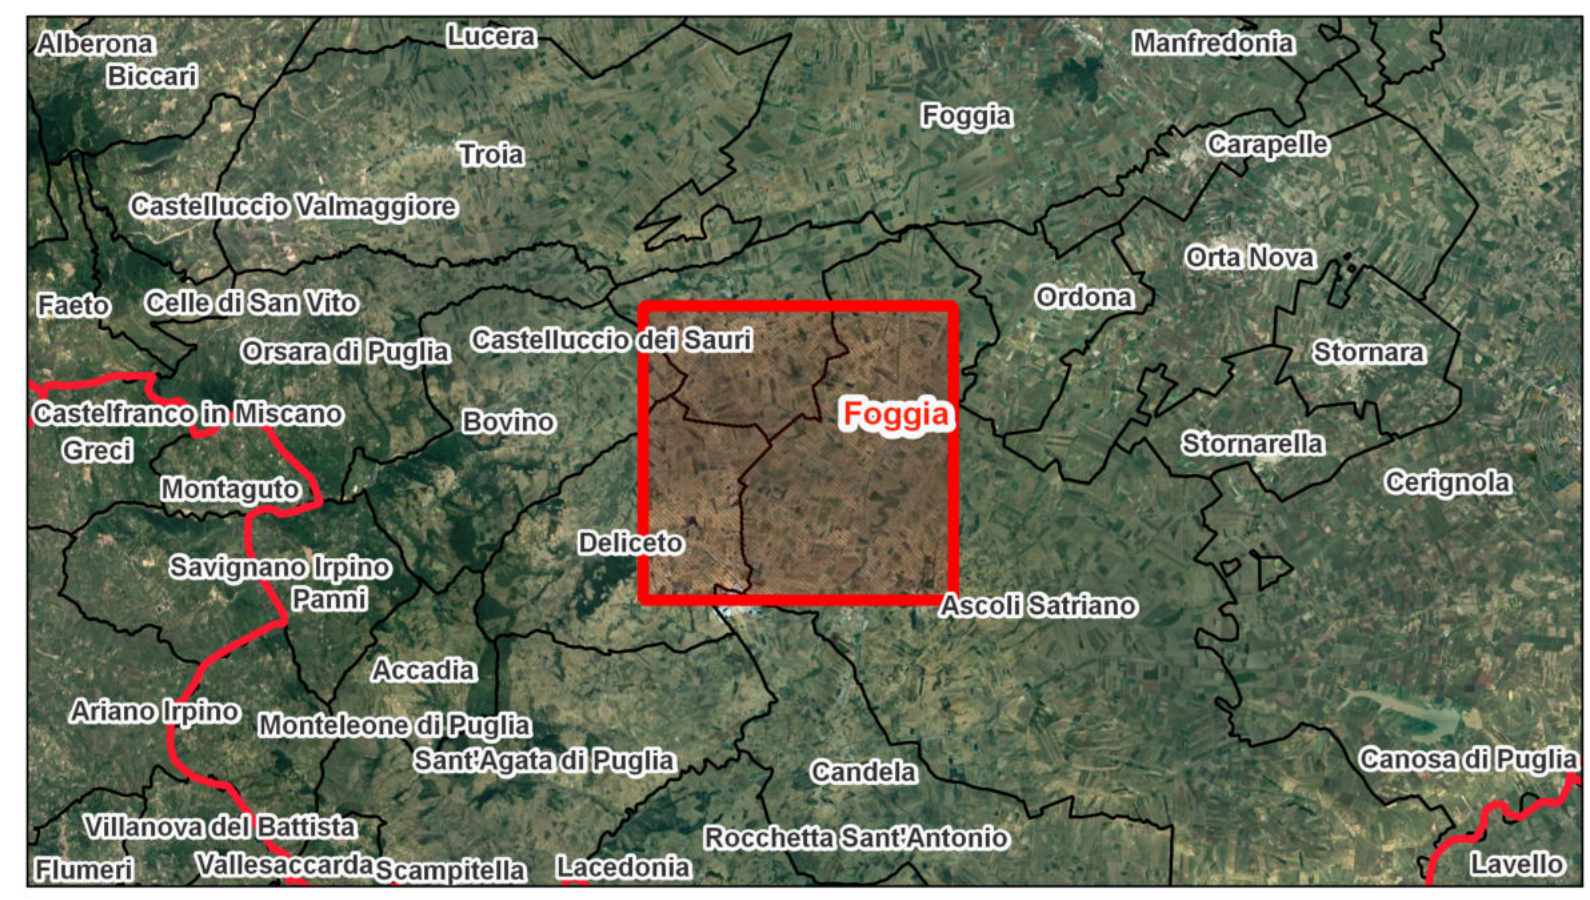 Alberona
Lucera
Manfredonia
Biccari
Foggia
Carapelle
Troia
Castelluccio Valmaggiore
Orta Nova
Faeto
Celle di San Vito
Ordona
Castelluccio dei Sauri
Orsara di Puglia
Stornara
Castelfranco in Miscano
Foggia
Bovino
Greci
Stornarella
Montaguto
Cerignola
Deliceto
Savignano Irpino
Panni
Ascoli Satriano
Accadia
Ariano Irpino
Monteleone di Puglia
Sant'Agata di Puglia
Canosa di Puglia
Candela
Villanova del Battista
Rocchetta Sant'Antonio
Flumeri
Vallesaccarda
Scampitella
Lacedonia
Lavello